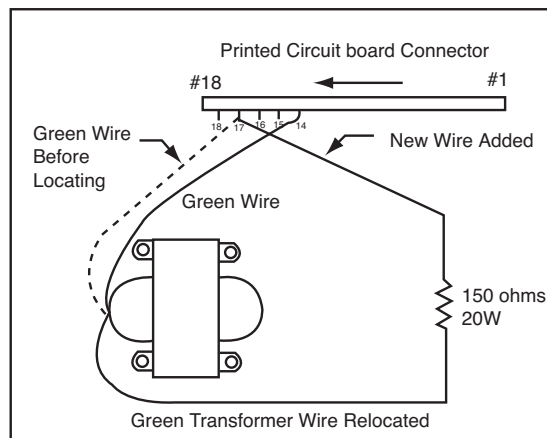 Printed Circuit board Connector
#18
#1
18 17 16 15 14
Green Wire
Before
Locating
New Wire Added
Green Wire
150 ohms
20W
Green Transformer Wire Relocated